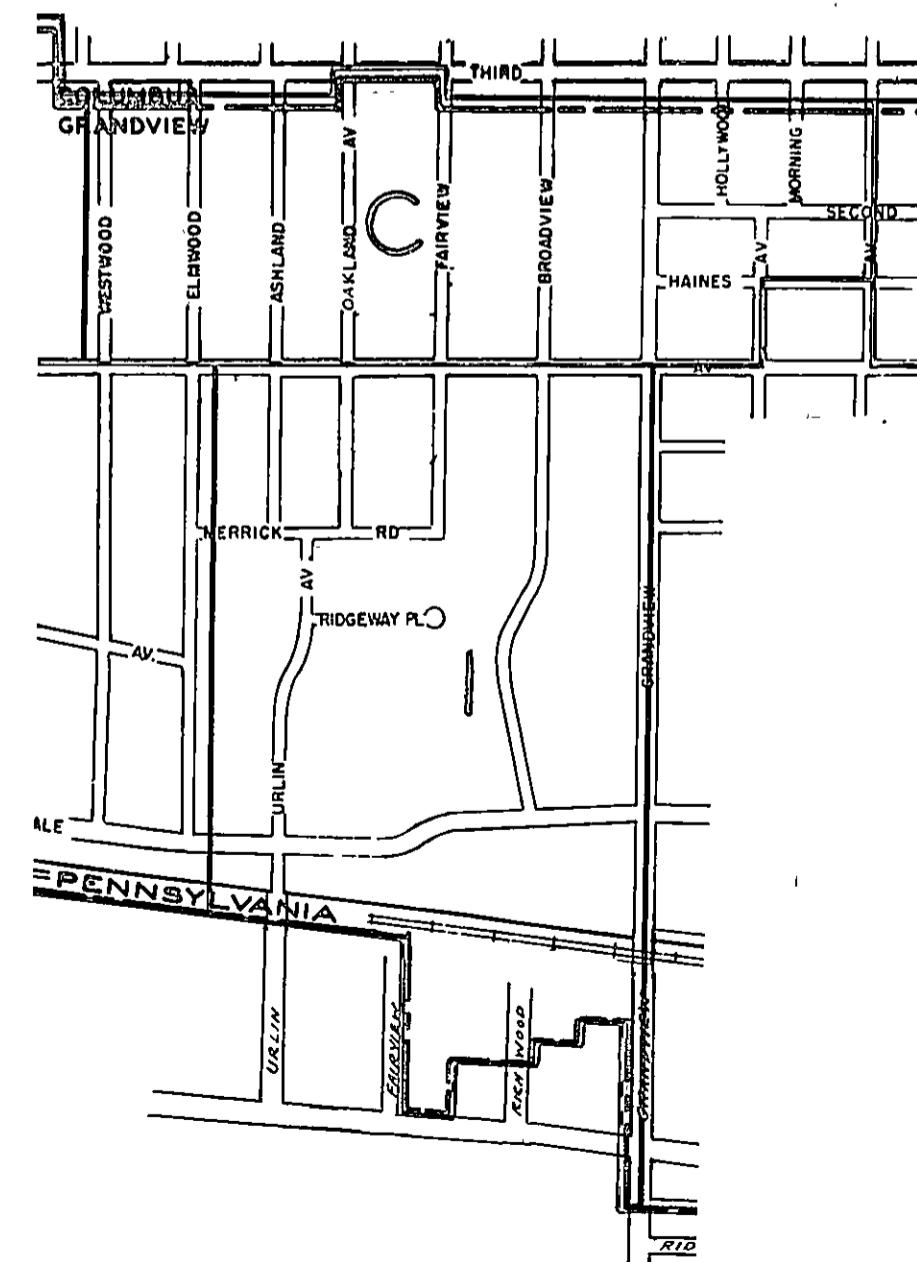 THIRD
COLUMBUS
GRANDVIEW
WESTWOOD
ELMWOOD
ASHLAND
OAKLAND AV
C
FAIRVIEW
BROADVIEW
HOLLYWOOD
MORNING
SECOND
AV
AV
HAINES
AV
MERRICK RD
AV
RIDGEWAY PL
AV.
GRANDVIEW
URLIN
ALE
PENNSYLVANIA
URLIN
FAIRVIEW
RICHWOOD
GRANDVIEW
RID